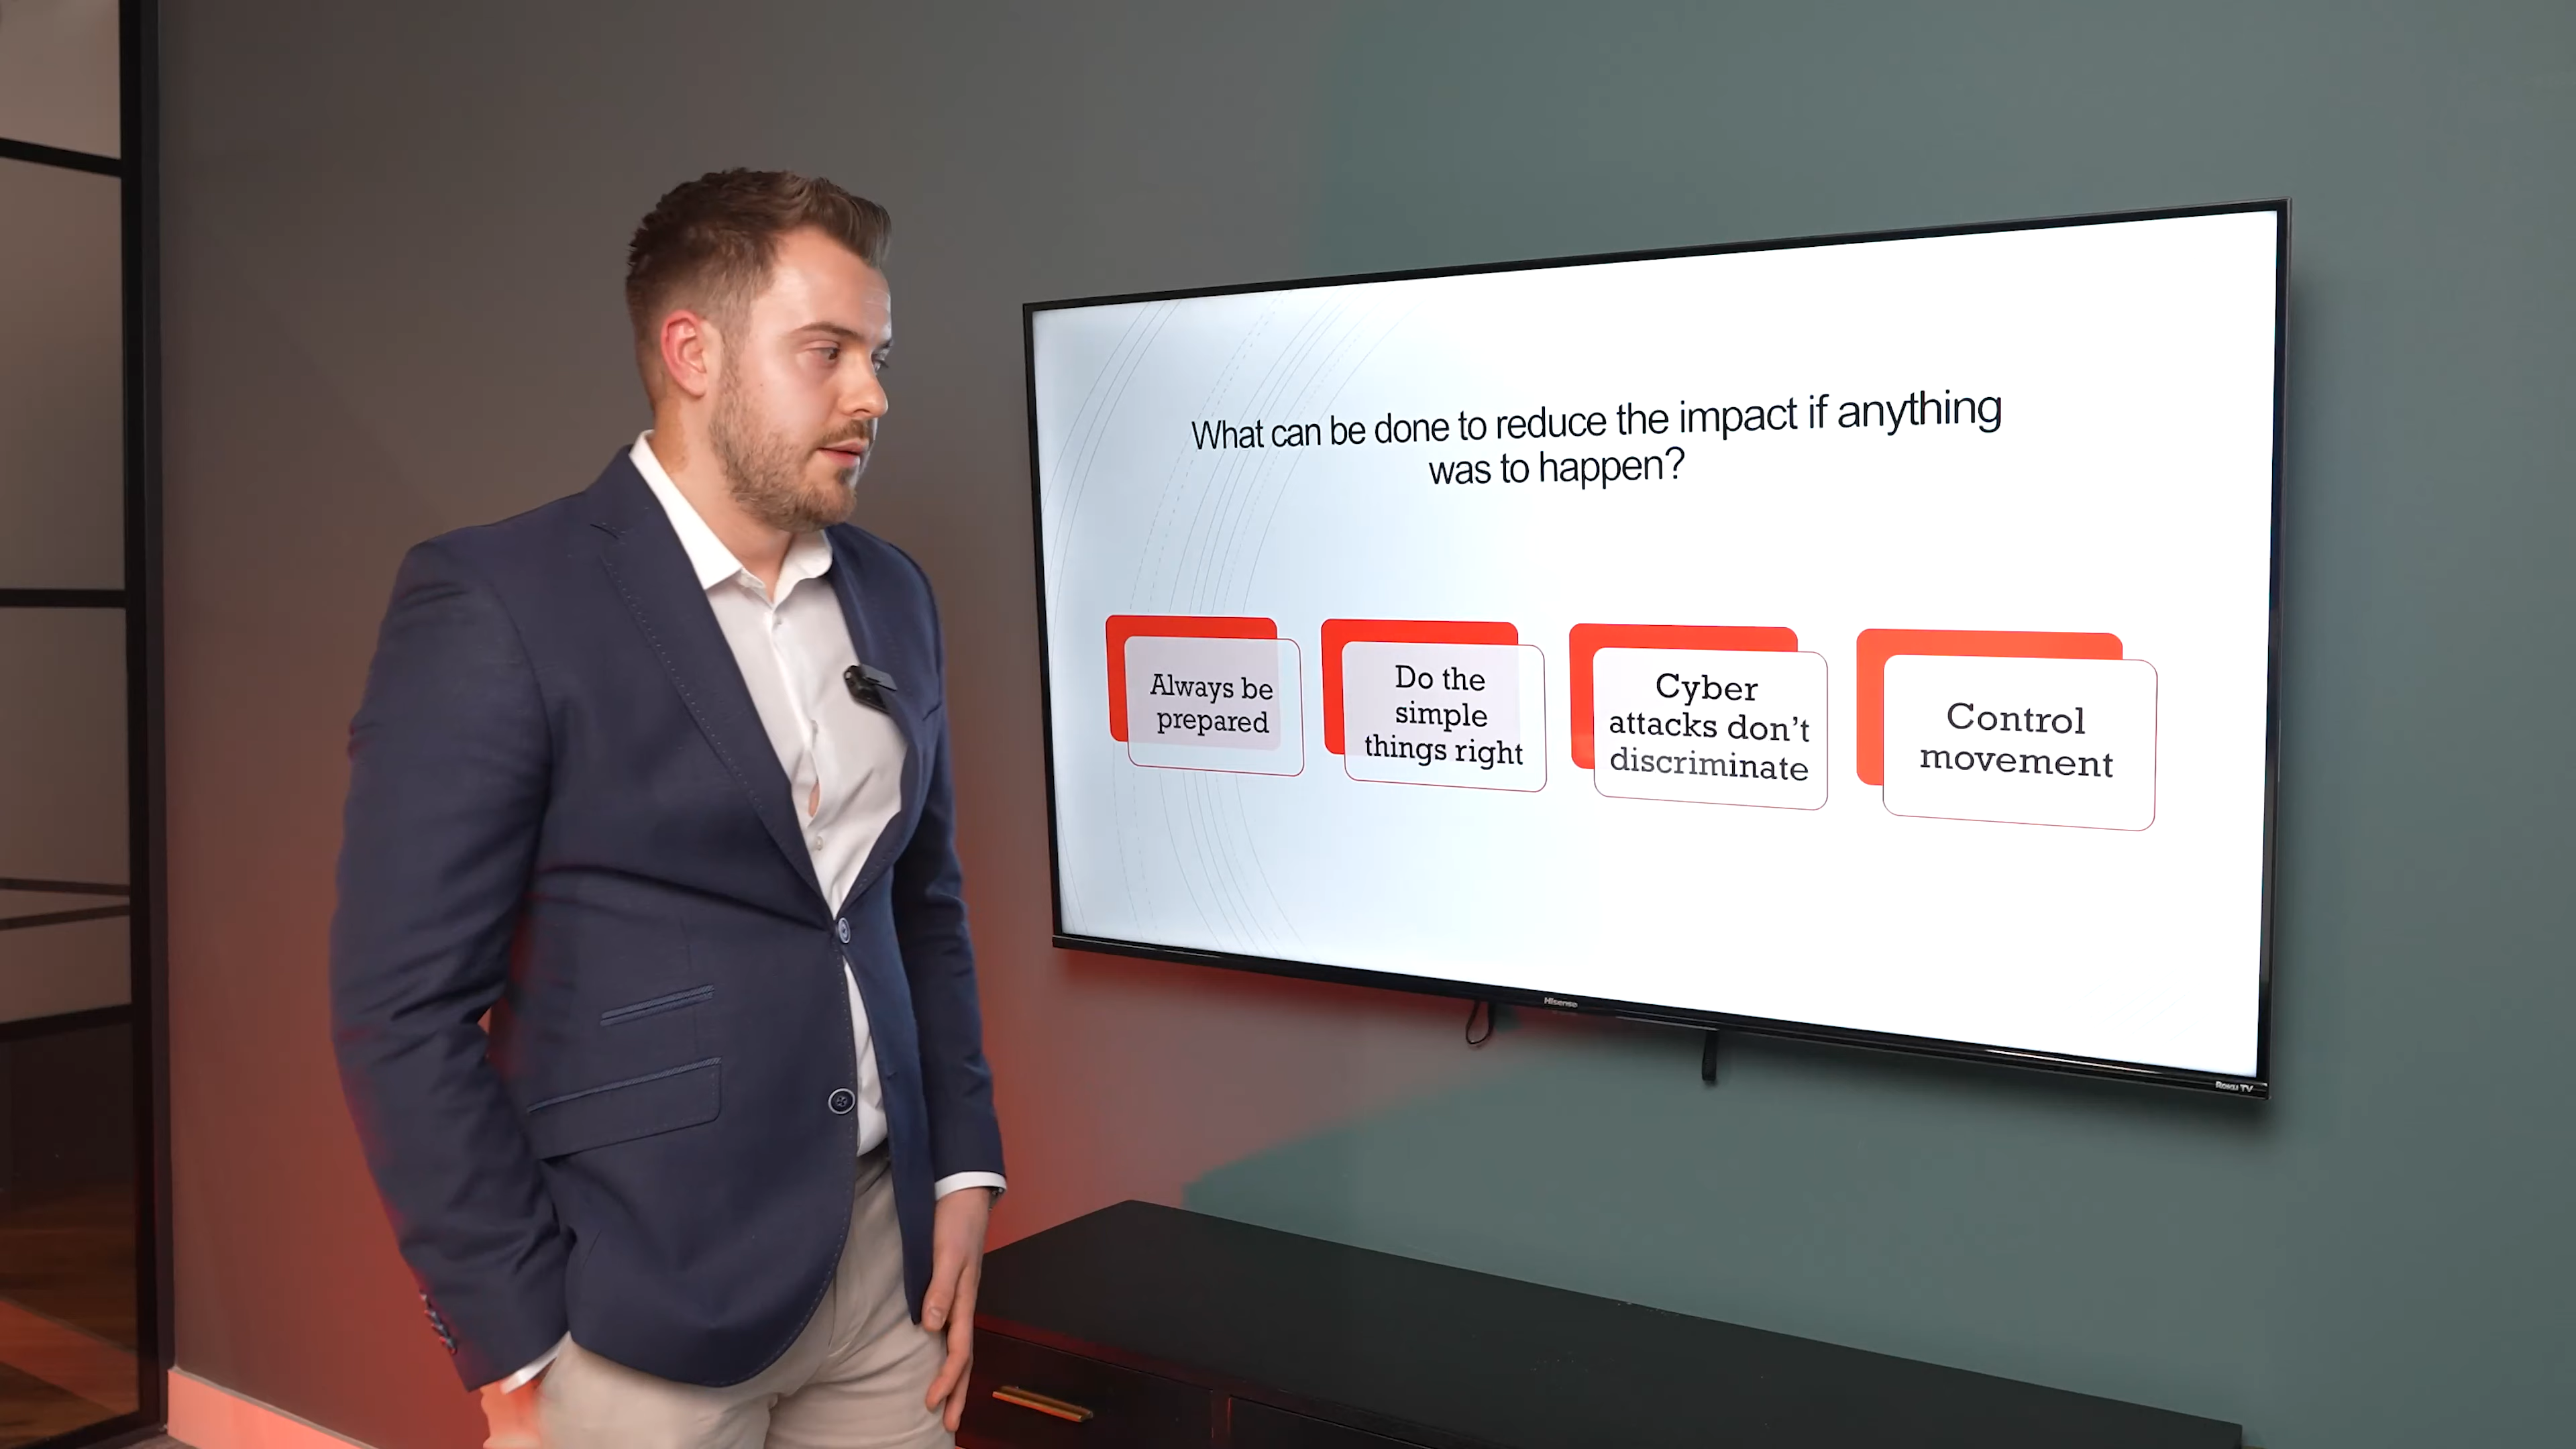 What can be done to reduce the impact if anything
was to happen?
Always be
prepared
Do the
simple
things right
Cyber
attacks don't
discriminate
Control
movement
Hisense
Roku TV